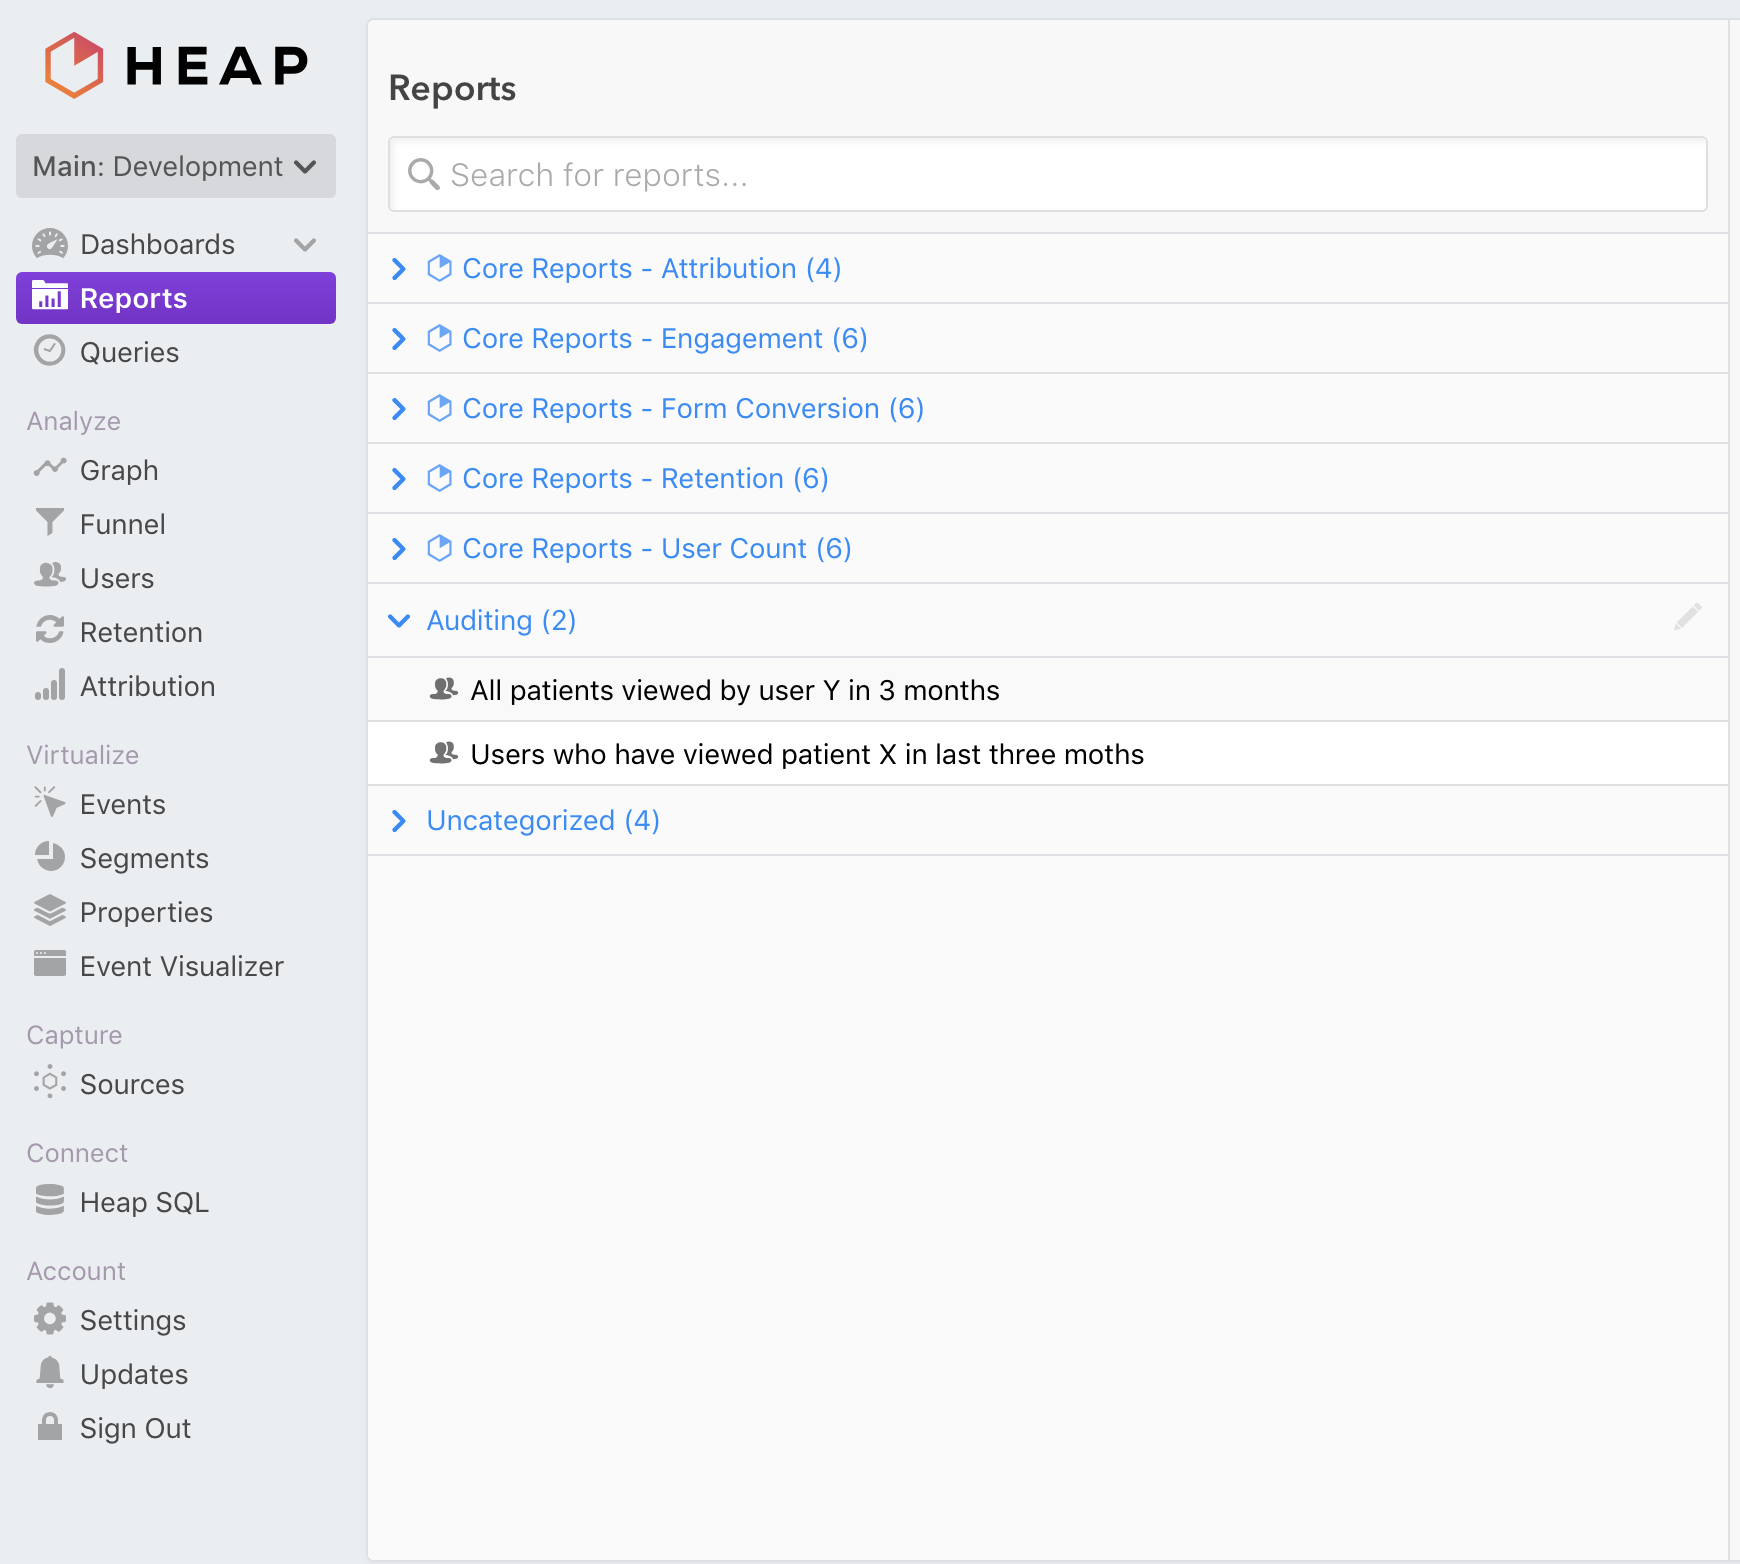 HEAP
Main: Development
Dashboards
Reports
Queries
Analyze
Graph
Funnel
Users
Retention
Attribution
Virtualize
Events
Segments
Properties
Event Visualizer
Capture
Sources
Connect
Heap SQL
Account
Settings
Updates
Sign Out
Reports
Search for reports...
Core Reports - Attribution (4)
Core Reports - Engagement (6)
Core Reports - Form Conversion (6)
Core Reports - Retention (6)
Core Reports - User Count (6)
Auditing (2)
All patients viewed by user Y in 3 months
Users who have viewed patient X in last three moths
Uncategorized (4)